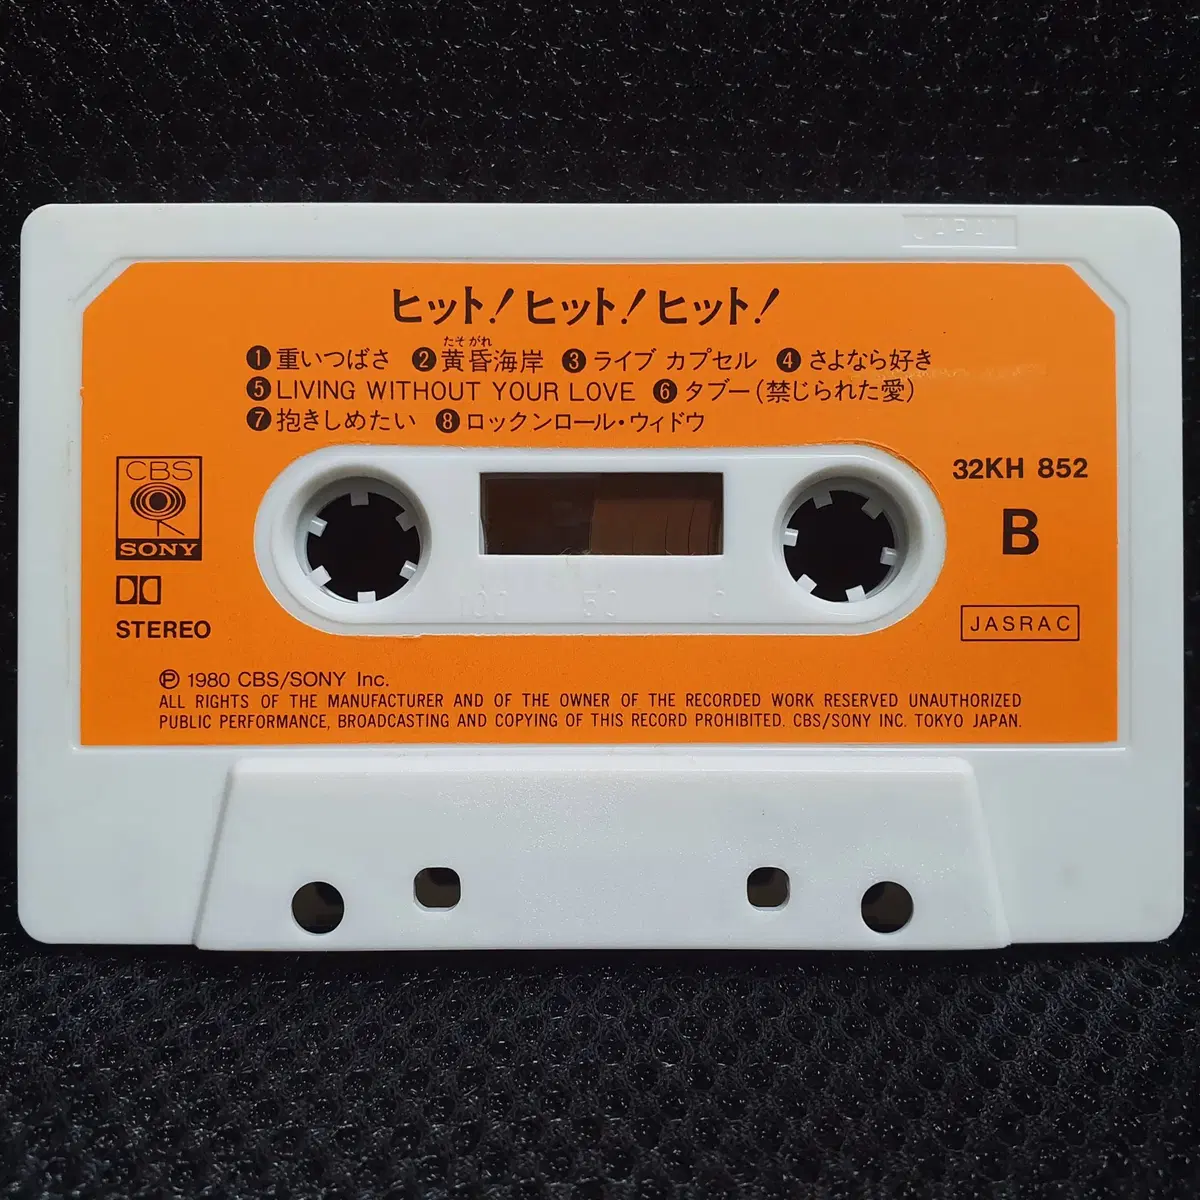 JAPAN
ヒット!ヒット!ヒット!
❶重いつばさ ❷黄昏海岸 ❸ライブ カプセル ❹さよなら好き
たそがれ
❺LIVING WITHOUT YOUR LOVE ❻タブー(禁じられた愛)
❼抱きしめたい ❽ロックンロール・ウィドウ
CBS
SONY
STEREO
32KH 852
B
JASRAC
100 50 0
Ⓟ 1980 CBS/SONY Inc.
ALL RIGHTS OF THE MANUFACTURER AND OF THE OWNER OF THE RECORDED WORK RESERVED UNAUTHORIZED
PUBLIC PERFORMANCE, BROADCASTING AND COPYING OF THIS RECORD PROHIBITED. CBS/SONY INC. TOKYO JAPAN.